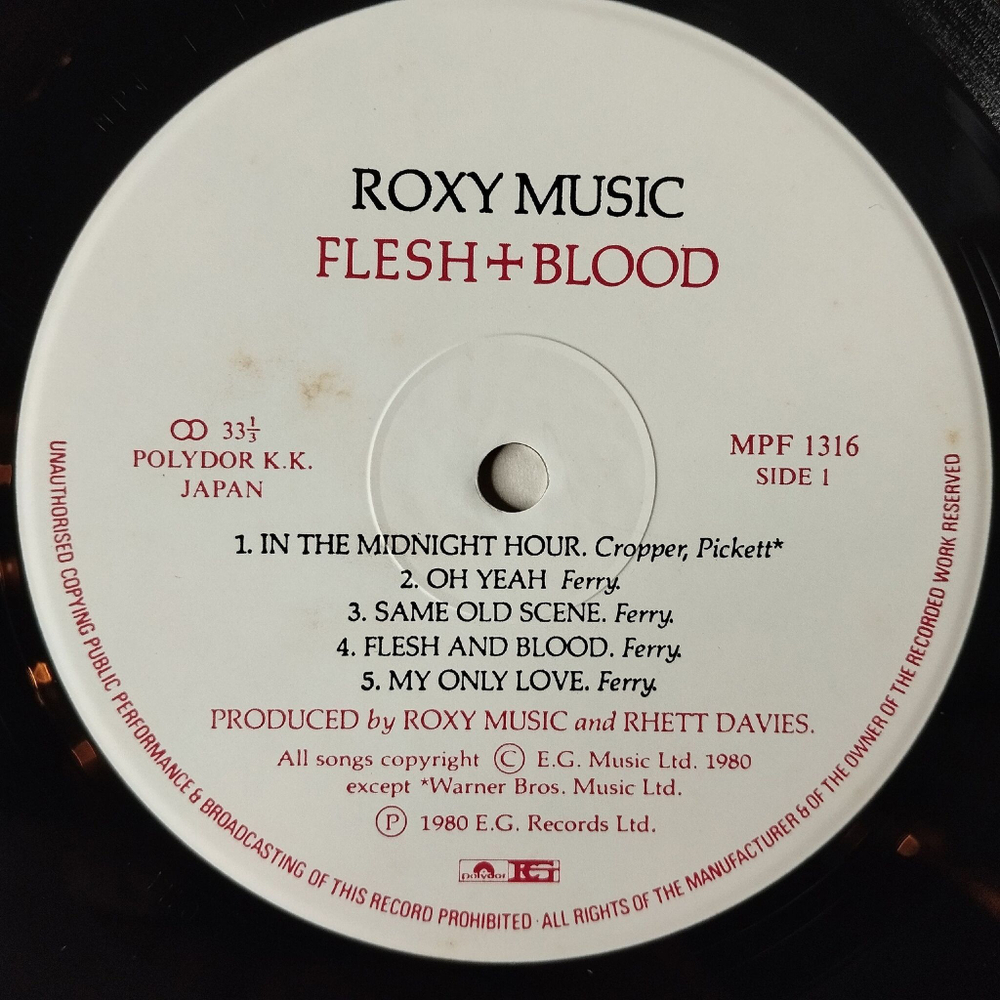 ROXY MUSIC
FLESH+BLOOD
33⅓
POLYDOR K.K.
JAPAN
MPF 1316
SIDE 1
1. IN THE MIDNIGHT HOUR. Cropper, Pickett*
2. OH YEAH Ferry.
3. SAME OLD SCENE. Ferry.
4. FLESH AND BLOOD. Ferry.
5. MY ONLY LOVE. Ferry.
PRODUCED by ROXY MUSIC and RHETT DAVIES.
All songs copyright Ⓒ E.G. Music Ltd. 1980
except *Warner Bros. Music Ltd.
Ⓟ 1980 E.G. Records Ltd.
polydor EG
UNAUTHORISED COPYING PUBLIC PERFORMANCE & BROADCASTING OF THIS RECORD PROHIBITED · ALL RIGHTS OF THE MANUFACTURER & OF THE OWNER OF THE RECORDED WORK RESERVED